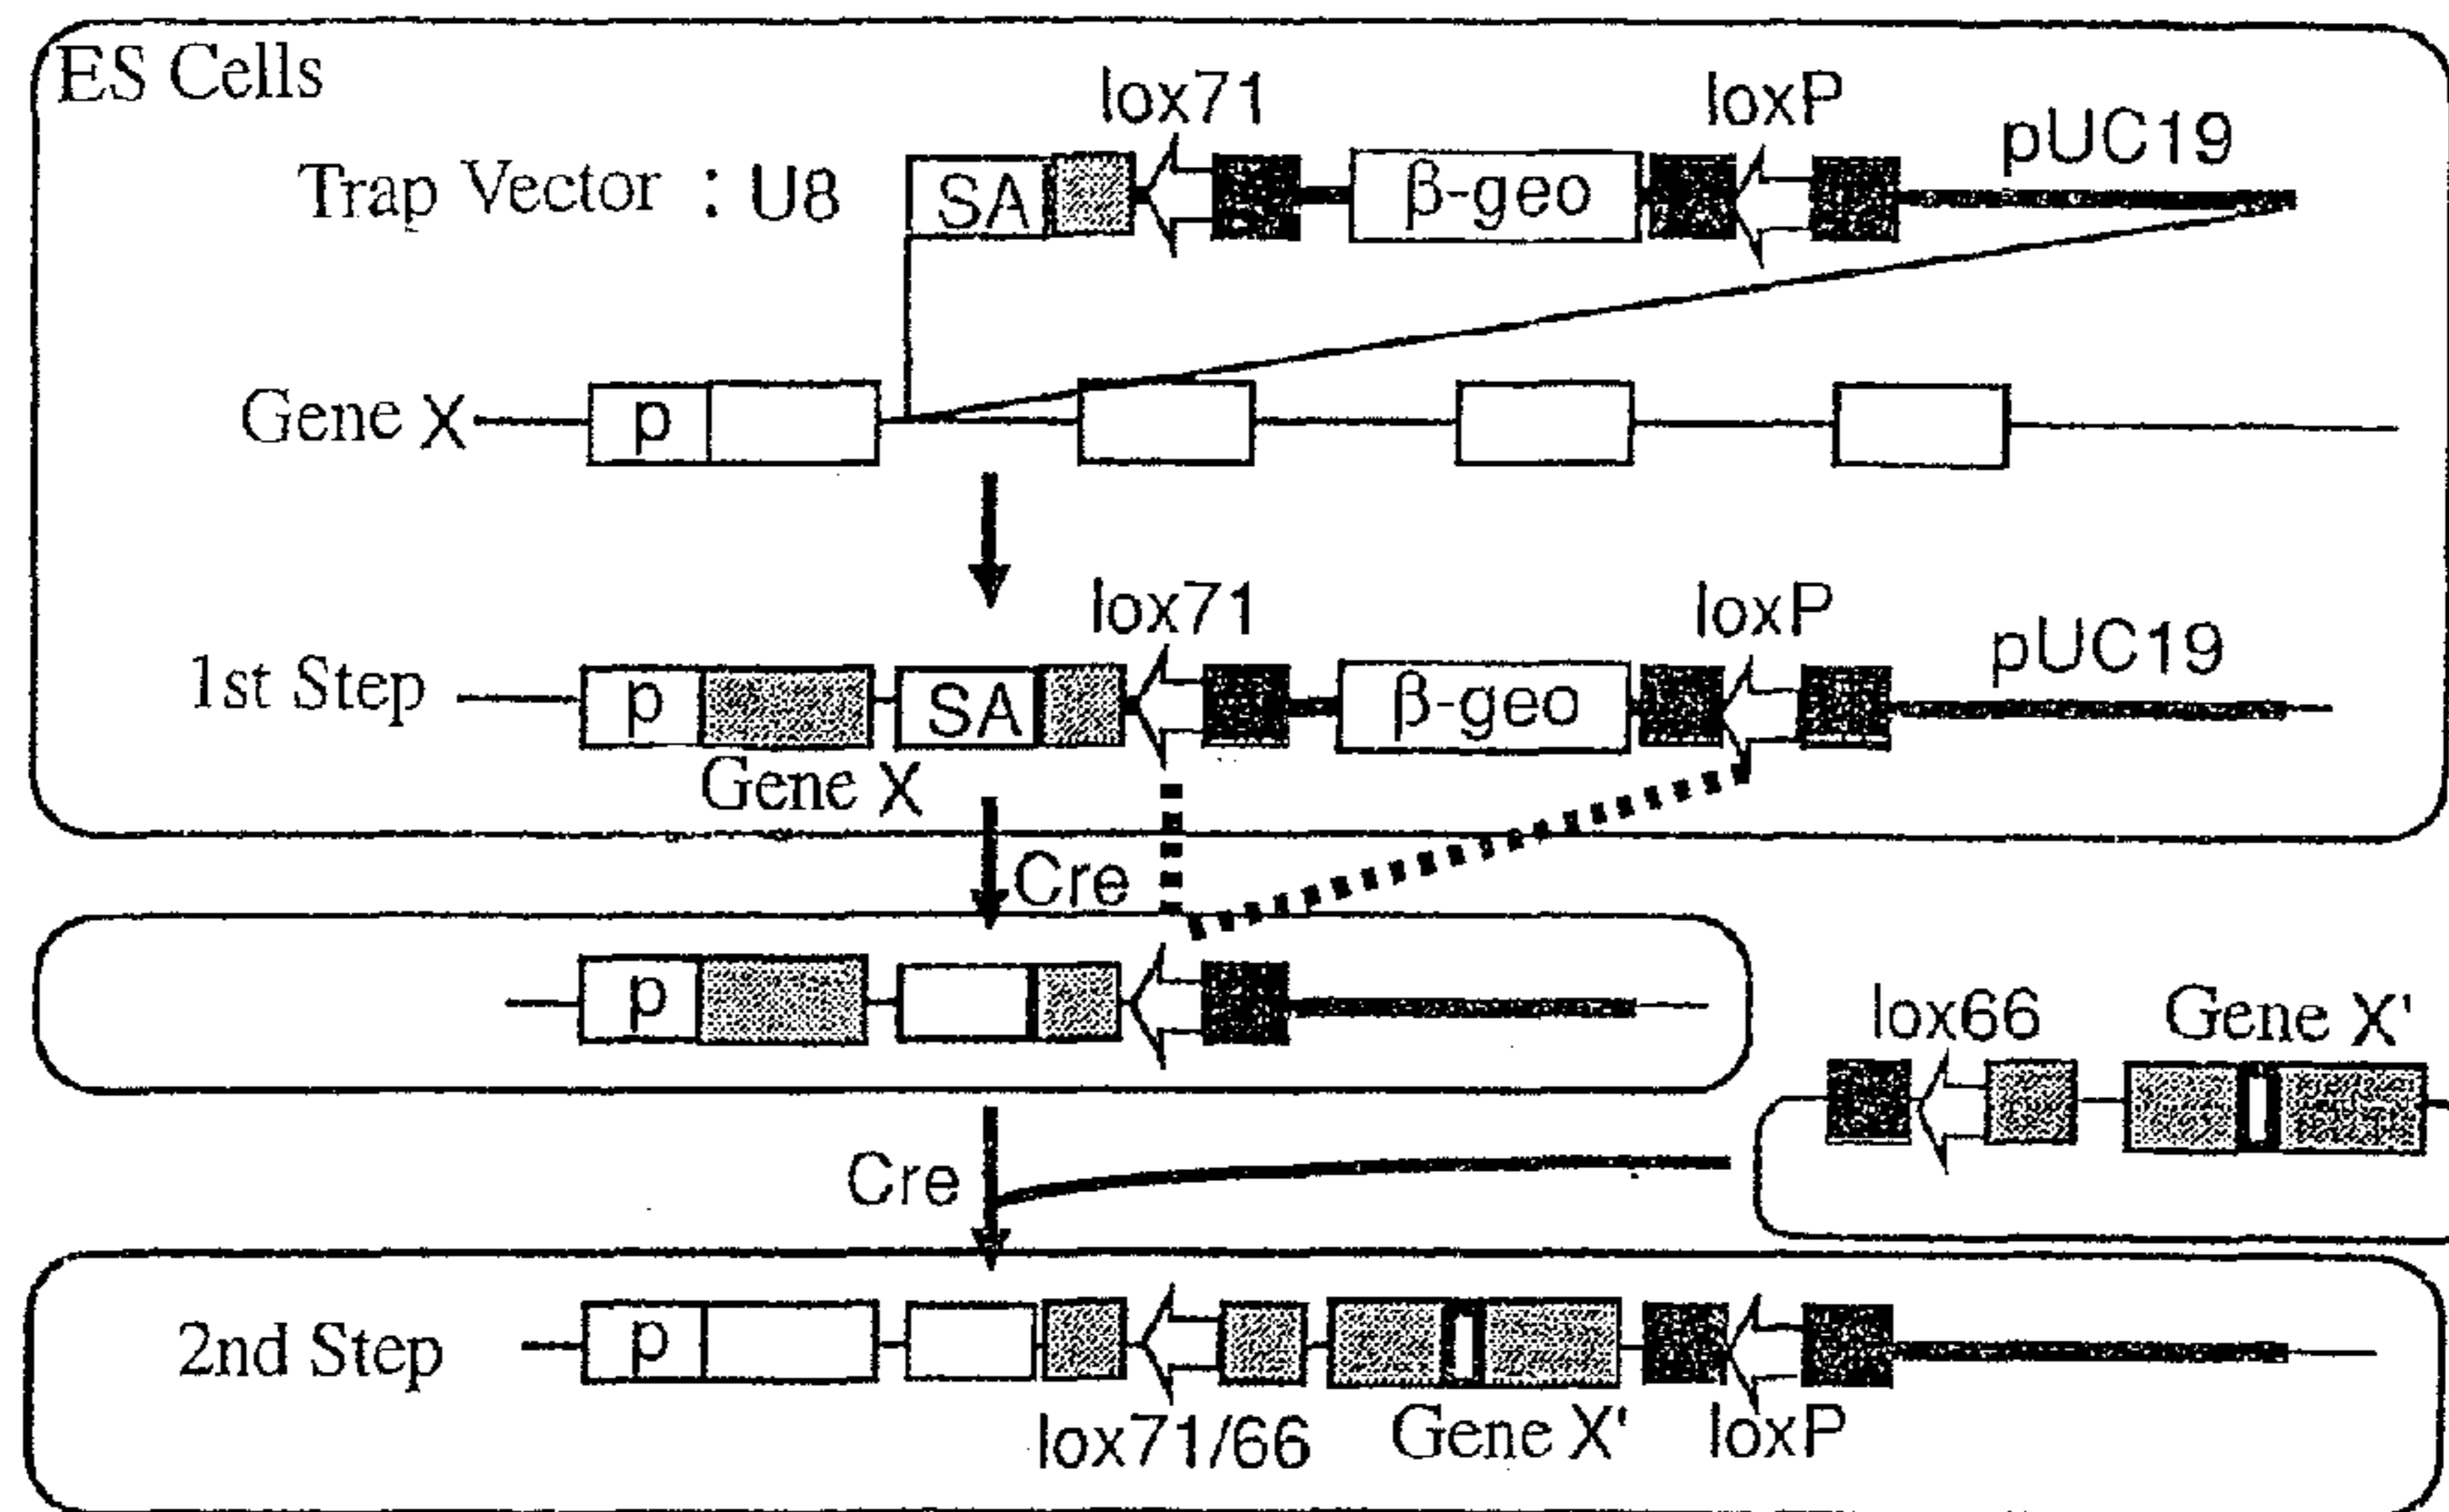 ES Cells
lox71 loxP pUC19
Trap Vector : U8 SA β-geo
Gene X p
lox71 loxP pUC19
1st Step p SA β-geo
Gene X
Cre
p
lox66 Gene X'
Cre
2nd Step p
lox71/66 Gene X' loxP